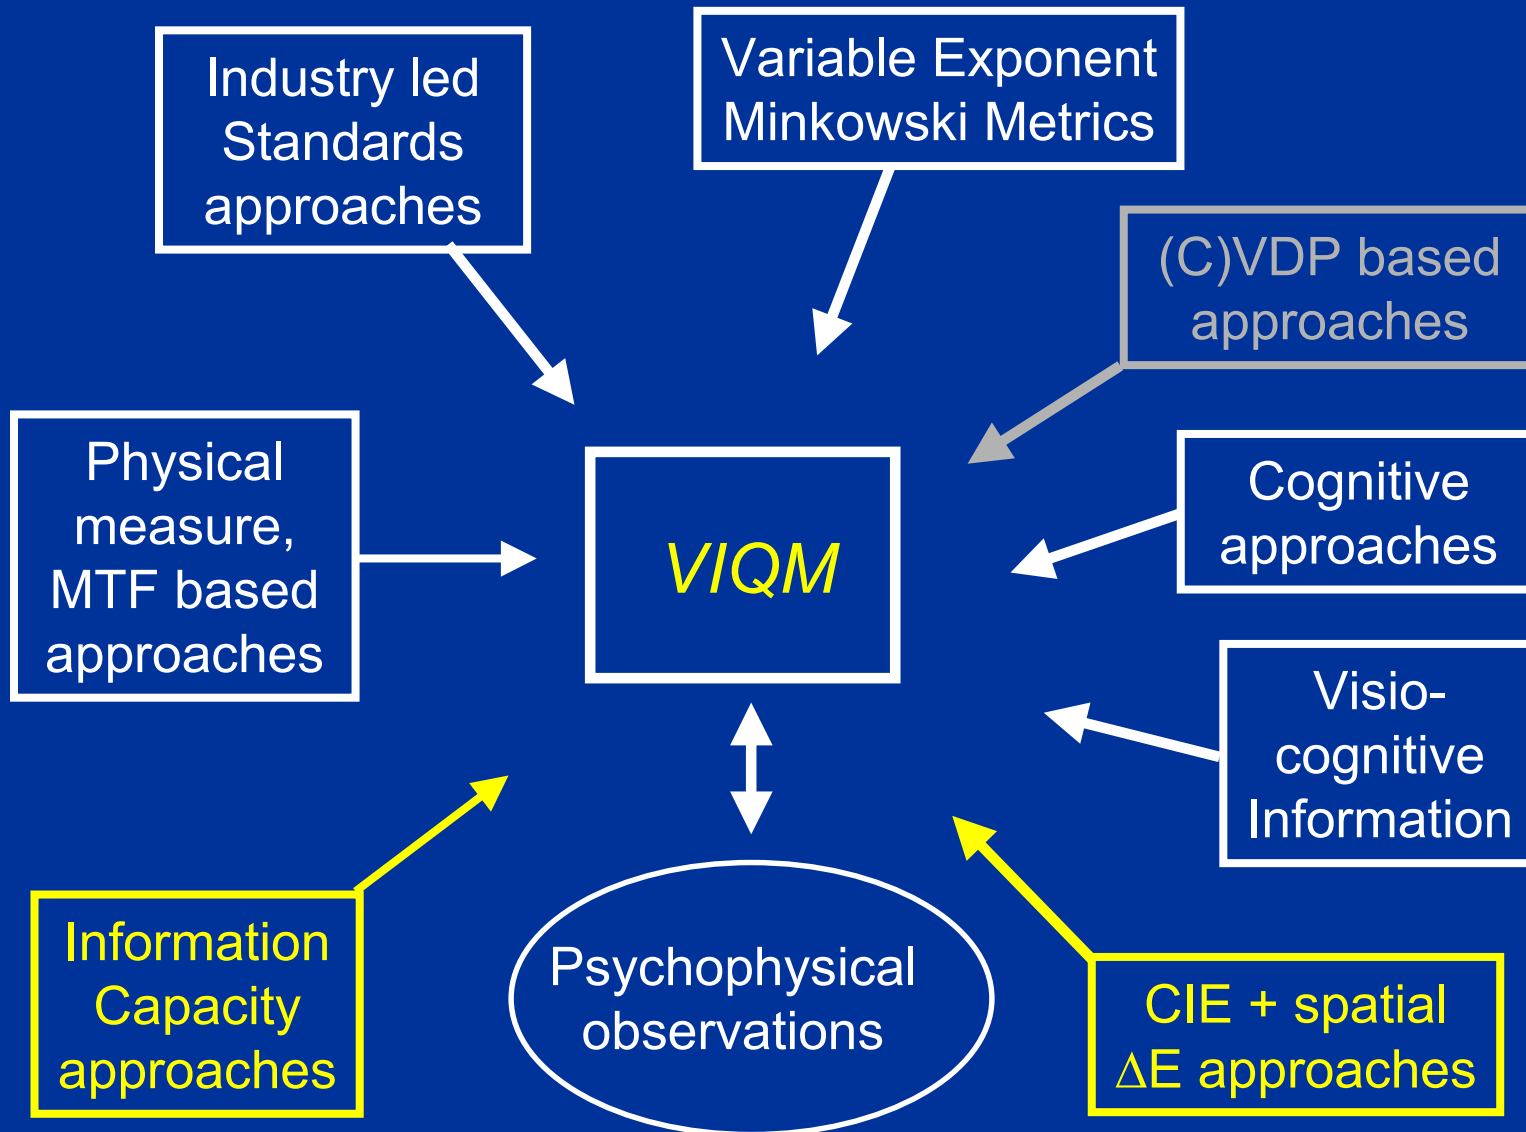 Industry led
Standards
approaches
Variable Exponent
Minkowski Metrics
(C)VDP based
approaches
Physical
measure,
MTF based
approaches
VIQM
Cognitive
approaches
Visio-
cognitive
Information
Information
Capacity
approaches
Psychophysical
observations
CIE + spatial
ΔE approaches